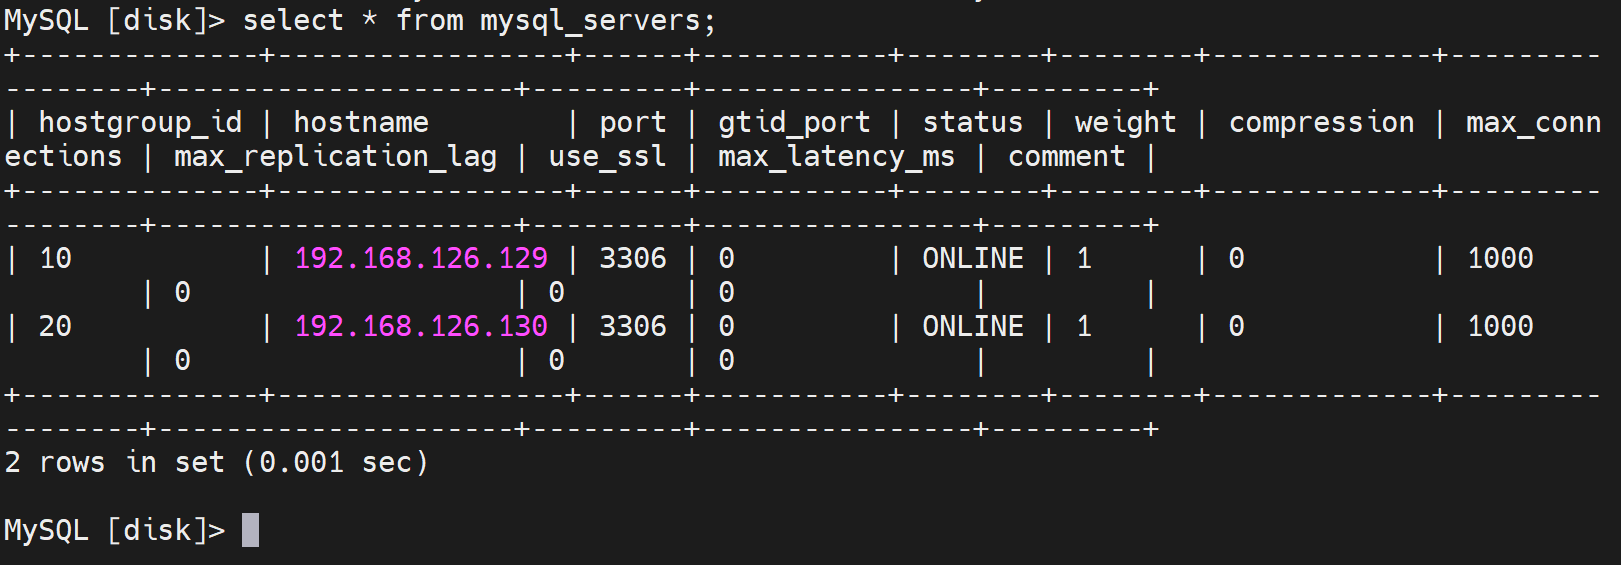 MySQL [disk]> select * from mysql_servers;
+--------------+-----------------+------+-----------+--------+--------+-------------+---------
--------+---------------------+---------+----------------+---------+
| hostgroup_id | hostname        | port | gtid_port | status | weight | compression | max_conn
ections | max_replication_lag | use_ssl | max_latency_ms | comment |
+--------------+-----------------+------+-----------+--------+--------+-------------+---------
--------+---------------------+---------+----------------+---------+
| 10           | 192.168.126.129 | 3306 | 0         | ONLINE | 1      | 0           | 1000
        | 0                   | 0       | 0              |         |
| 20           | 192.168.126.130 | 3306 | 0         | ONLINE | 1      | 0           | 1000
        | 0                   | 0       | 0              |         |
+--------------+-----------------+------+-----------+--------+--------+-------------+---------
--------+---------------------+---------+----------------+---------+
2 rows in set (0.001 sec)
MySQL [disk]>